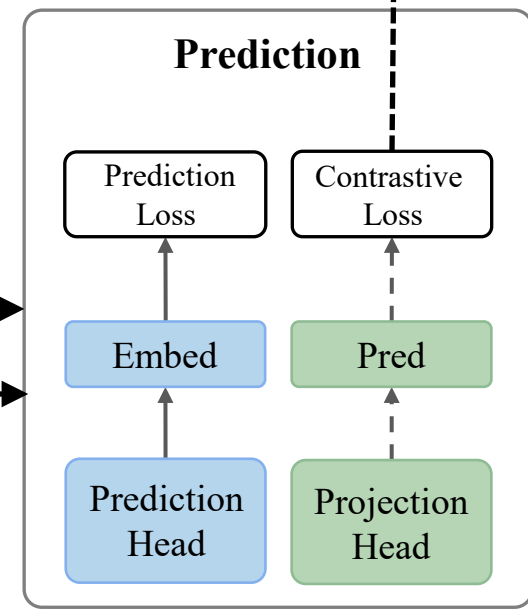 Prediction
Prediction
Loss
Contrastive
Loss
Embed
Pred
Prediction
Head
Projection
Head